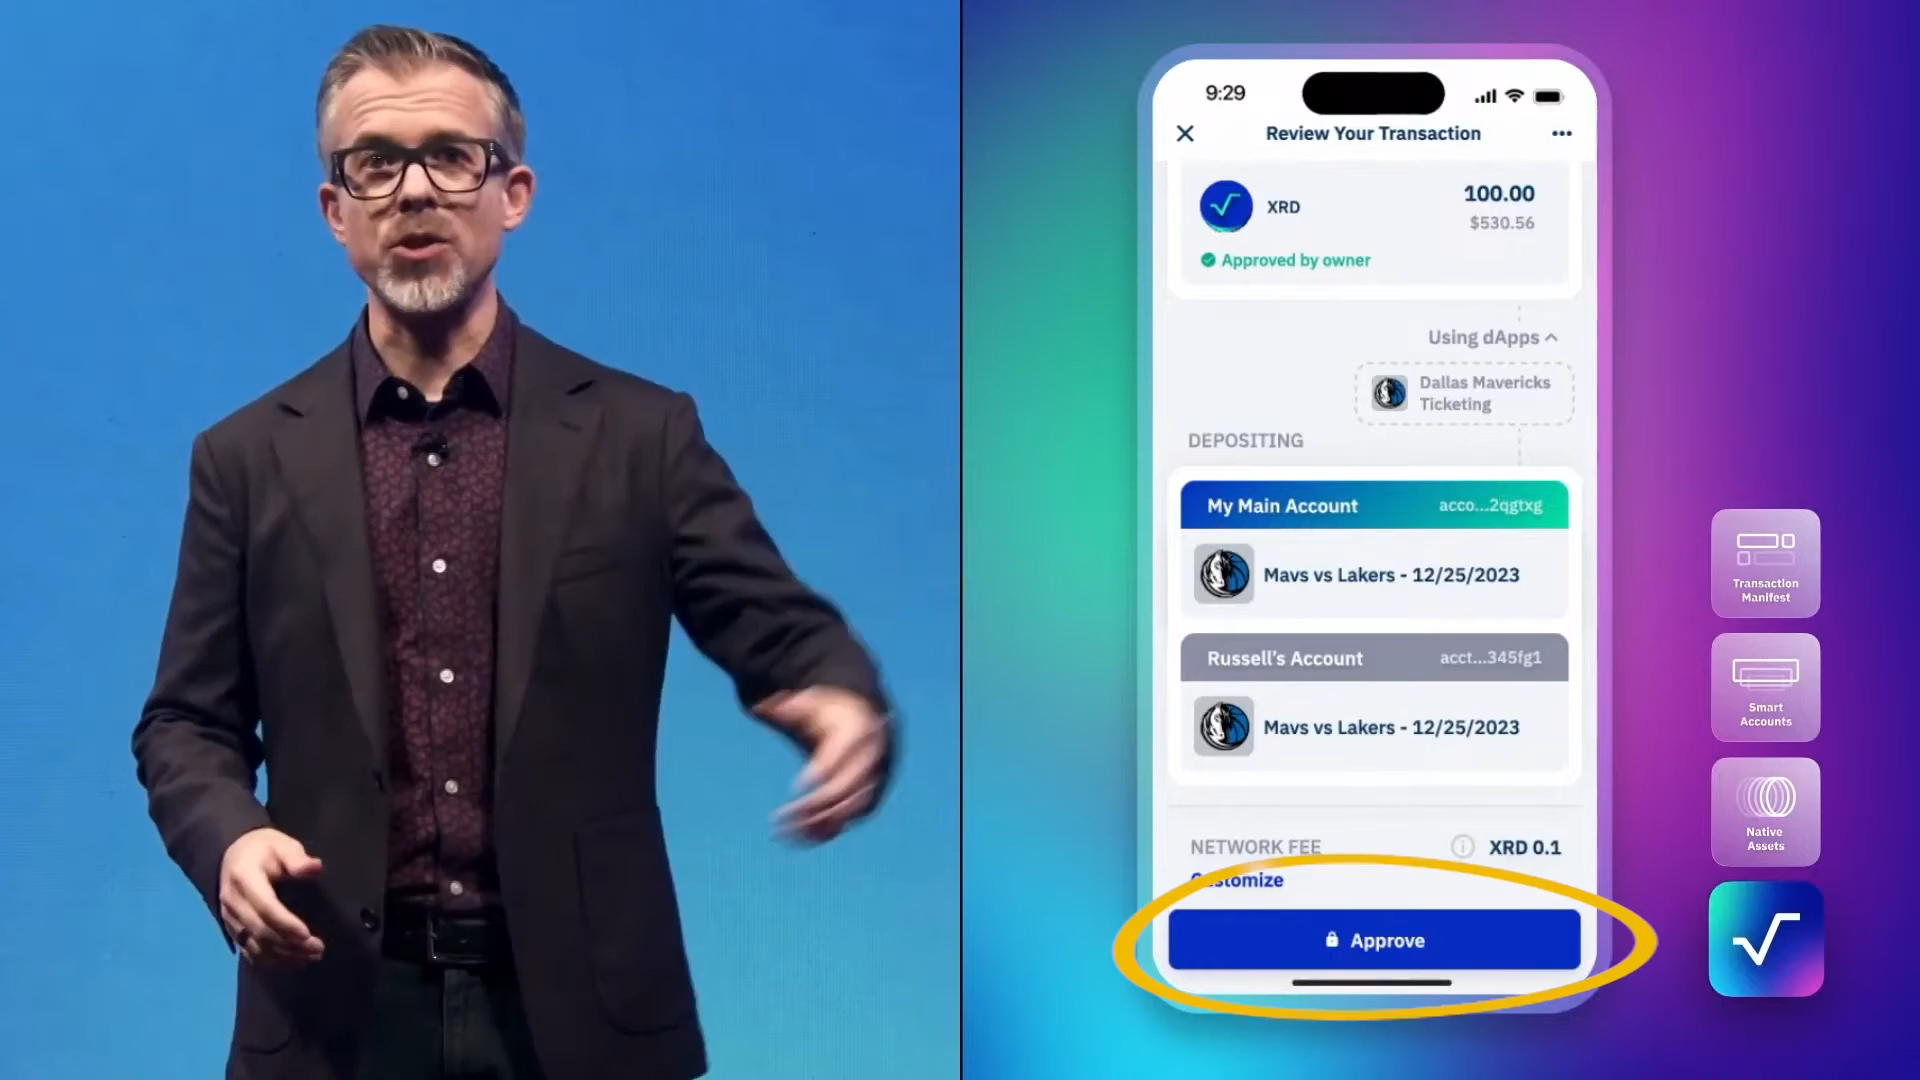 9:29
Review Your Transaction
XRD
100.00
$530.56
Approved by owner
Using dApps
Dallas Mavericks
Ticketing
DEPOSITING
My Main Account
acco...2qgtxg
Mavs vs Lakers - 12/25/2023
Russell's Account
acct...345fg1
Mavs vs Lakers - 12/25/2023
NETWORK FEE
XRD 0.1
Customize
Approve
Transaction
Manifest
Smart
Accounts
Native
Assets